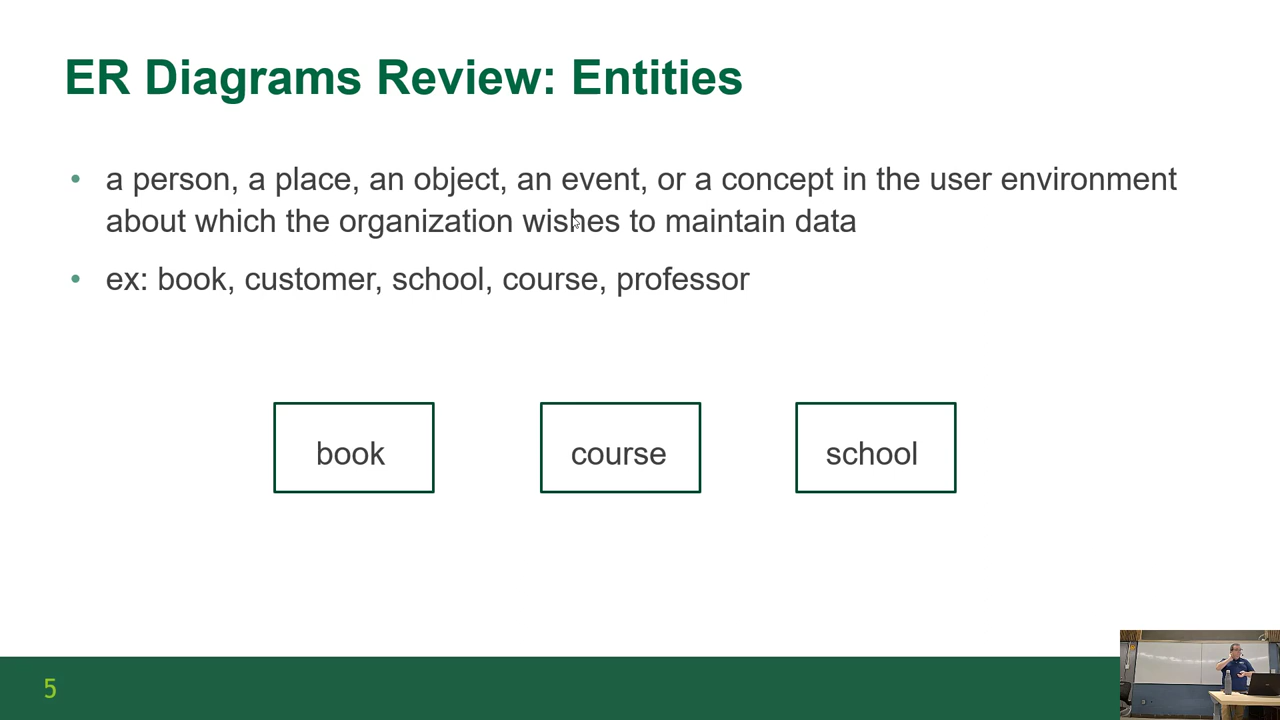 ER Diagrams Review: Entities
• a person, a place, an object, an event, or a concept in the user environment
about which the organization wishes to maintain data
• ex: book, customer, school, course, professor
book course school
5